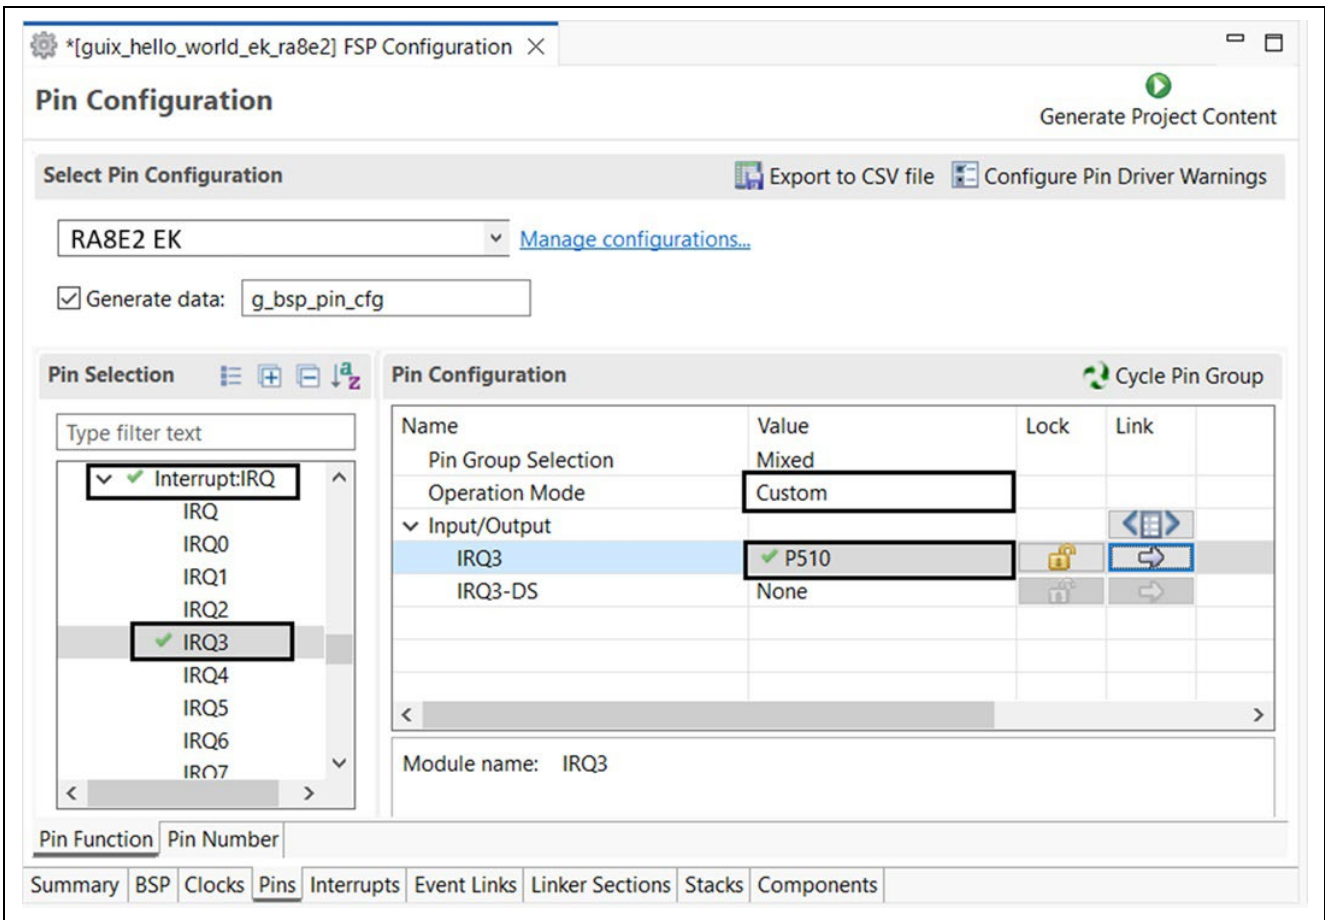 *[guix_hello_world_ek_ra8e2] FSP Configuration
Pin Configuration
Generate Project Content
Select Pin Configuration
Export to CSV file
Configure Pin Driver Warnings
RA8E2 EK
Manage configurations...
Generate data:
g_bsp_pin_cfg
Pin Selection
Type filter text
Interrupt:IRQ
IRQ
IRQ0
IRQ1
IRQ2
IRQ3
IRQ4
IRQ5
IRQ6
IRQ7
Pin Configuration
Cycle Pin Group
Name Value Lock Link
Pin Group Selection Mixed
Operation Mode Custom
Input/Output
IRQ3 P510
IRQ3-DS None
Module name: IRQ3
Pin Function Pin Number
Summary BSP Clocks Pins Interrupts Event Links Linker Sections Stacks Components